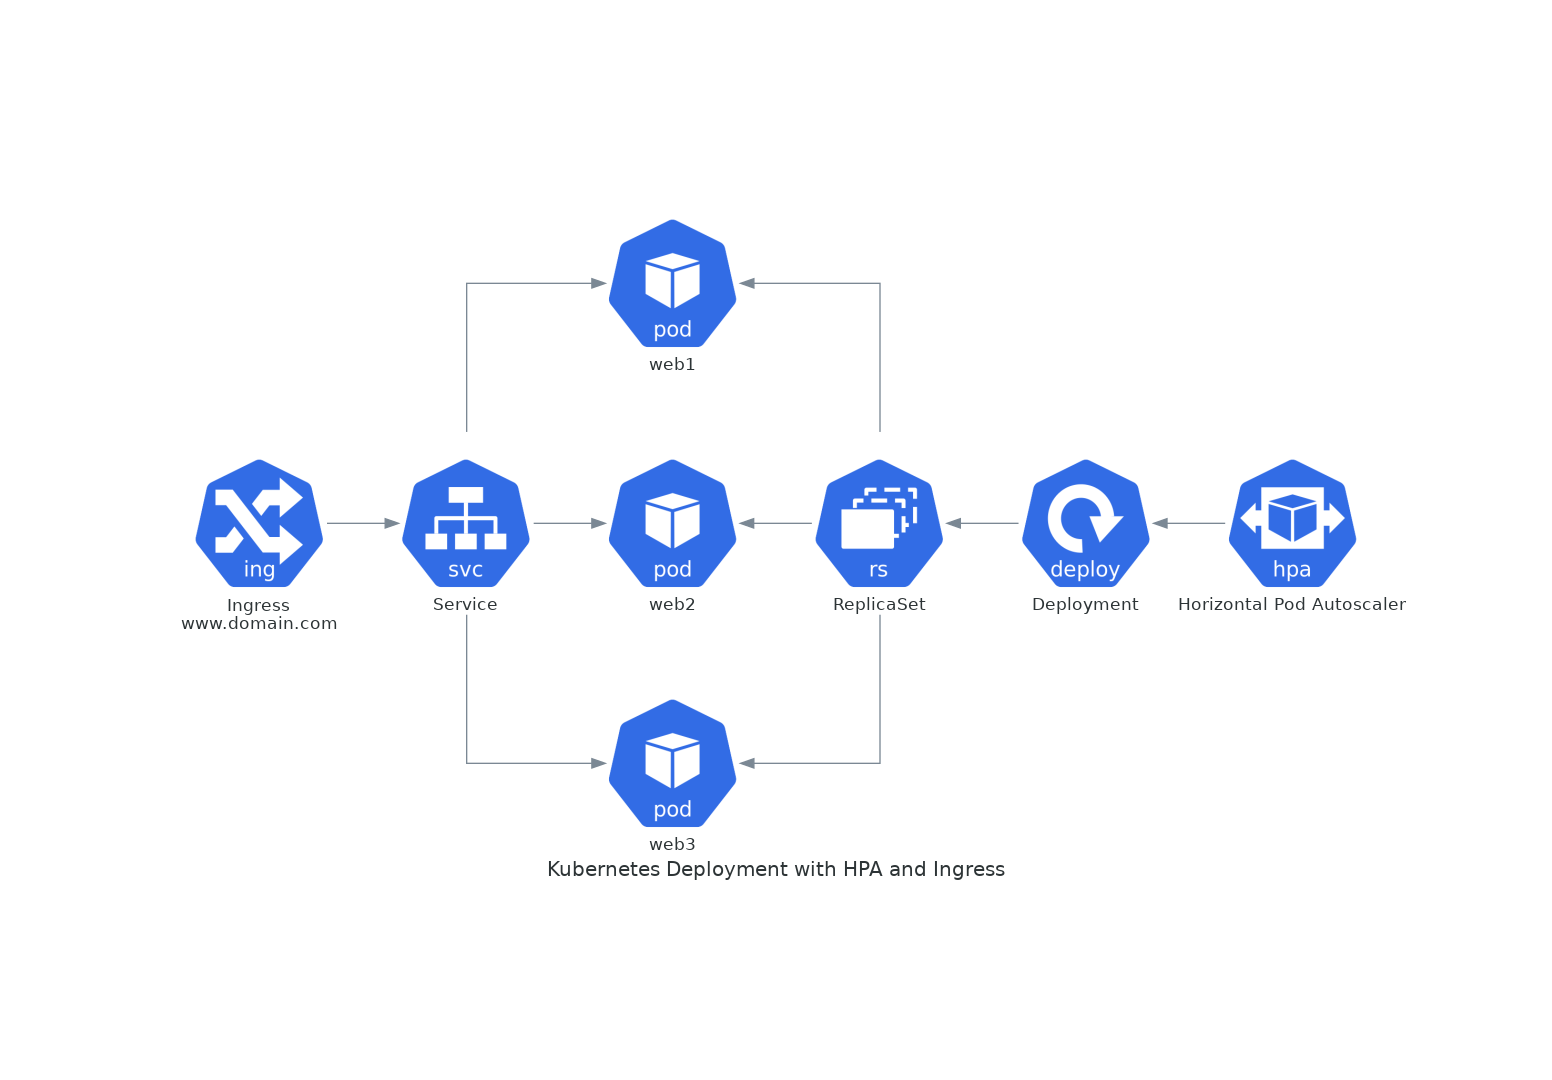 pod
web1
ing
Ingress
www.domain.com
svc
Service
pod
web2
rs
ReplicaSet
deploy
Deployment
hpa
Horizontal Pod Autoscaler
pod
web3
Kubernetes Deployment with HPA and Ingress